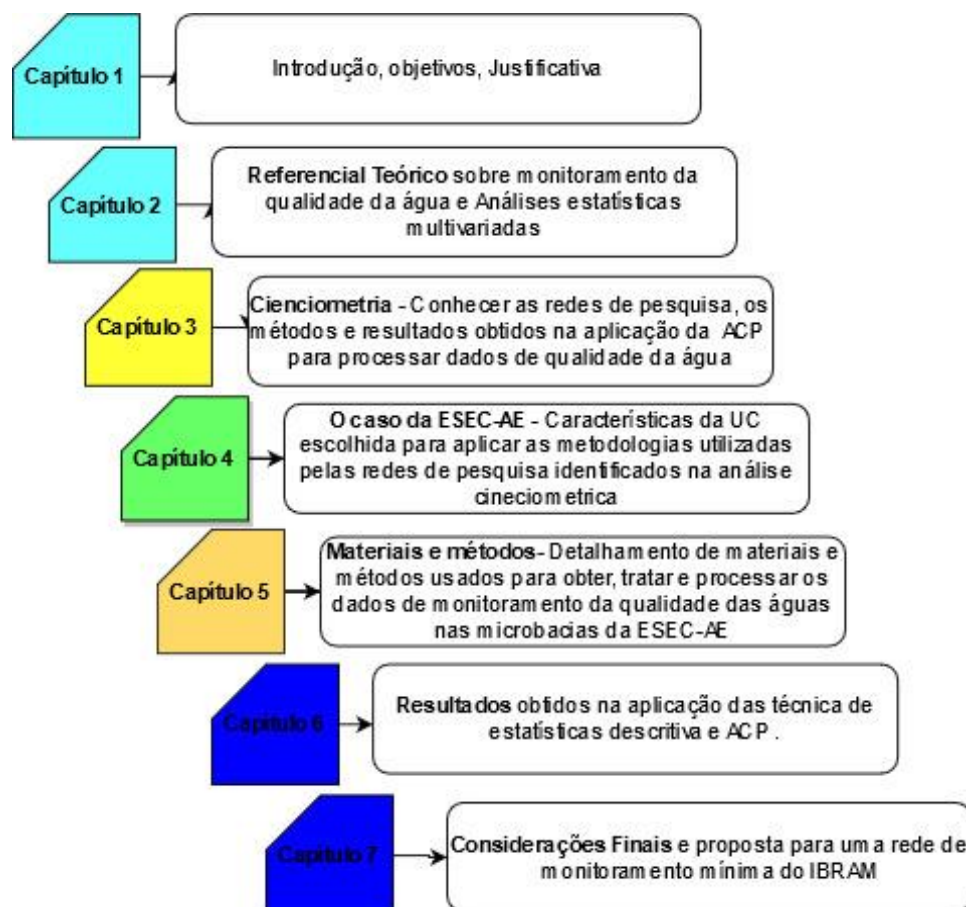 Capítulo 1
Introdução, objetivos, Justificativa
Capítulo 2
Referencial Teórico sobre monitoramento da
qualidade da água e Análises estatísticas
multivariadas
Capítulo 3
Cienciometria - Conhecer as redes de pesquisa, os
métodos e resultados obtidos na aplicação da ACP
para processar dados de qualidade da água
Capítulo 4
O caso da ESEC-AE - Características da UC
escolhida para aplicar as metodologias utilizadas
pelas redes de pesquisa identificados na análise
cineciometrica
Capítulo 5
Materiais e métodos- Detalhamento de materiais e
métodos usados para obter, tratar e processar os
dados de monitoramento da qualidade das águas
nas microbacias da ESEC-AE
Capítulo 6
Resultados obtidos na aplicação das técnica de
estatísticas descritiva e ACP .
Capítulo 7
Considerações Finais e proposta para uma rede de
monitoramento mínima do IBRAM